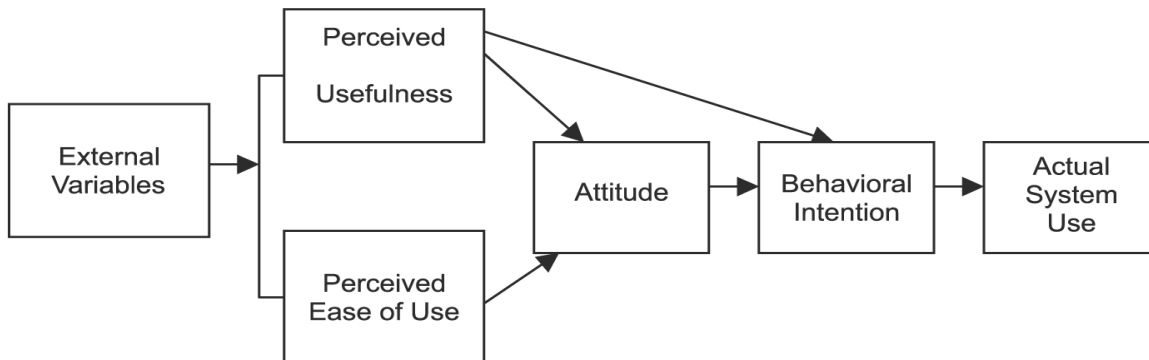 Perceived
Usefulness
External
Variables
Attitude
Behavioral
Intention
Actual
System
Use
Perceived
Ease of Use